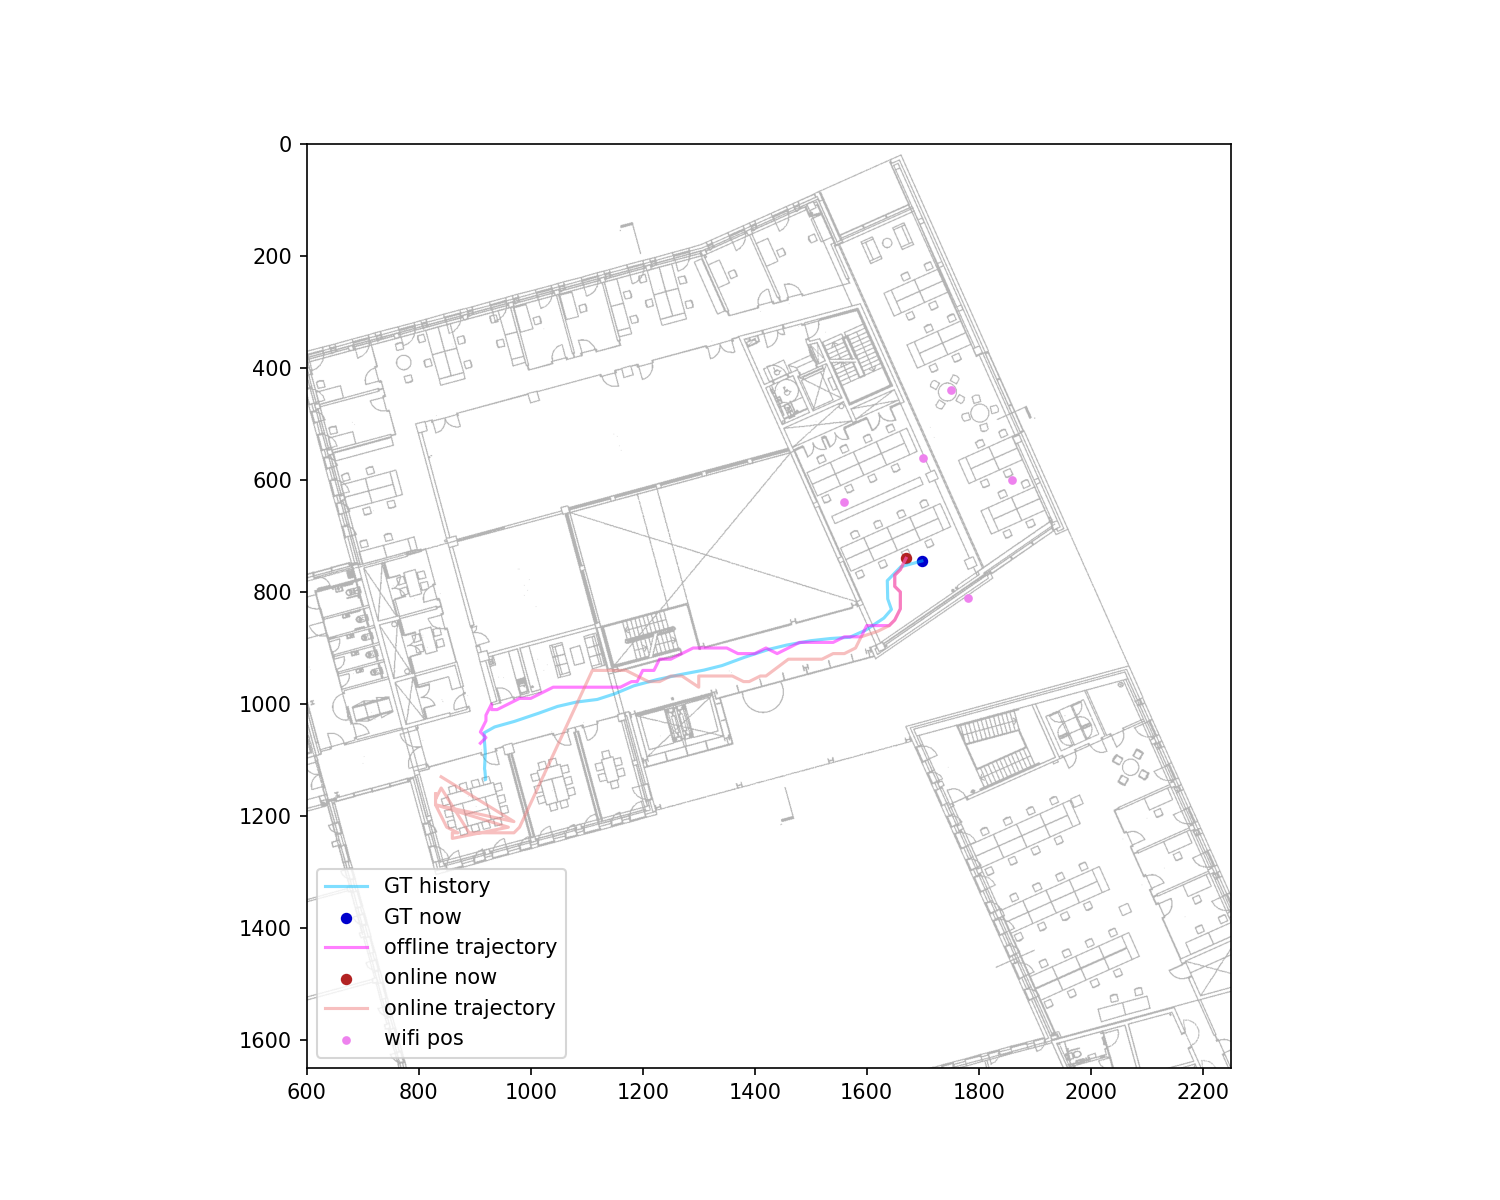 0
200
400
600
800
1000
1200
1400
1600
600 800 1000 1200 1400 1600 1800 2000 2200
GT history
GT now
offline trajectory
online now
online trajectory
wifi pos